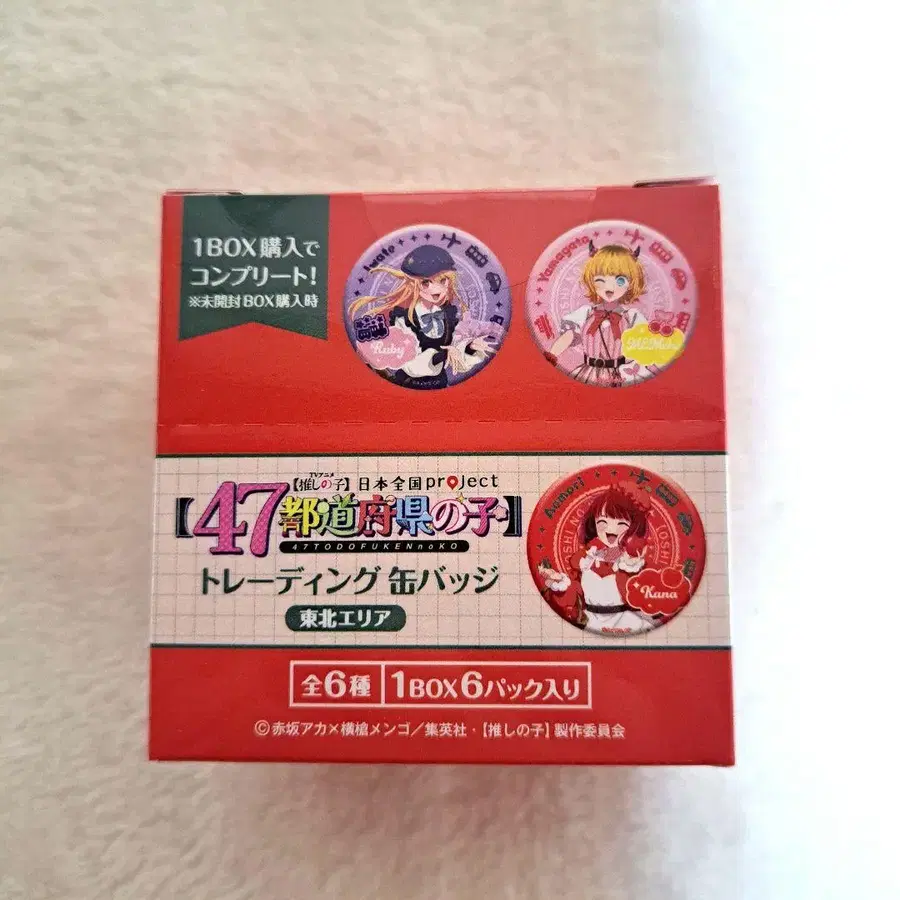 1BOX購入で
コンプリート!
※未開封BOX購入時
Iwate
Ruby
Yamagata
TVアニメ
【推しの子】日本全国project
【47都道府県の子】
47TODOFUKENnoKO
トレーディング 缶バッジ
東北エリア
Aomori
Kana
全6種 1BOX6パック入り
©赤坂アカ×横槍メンゴ/集英社・【推しの子】製作委員会